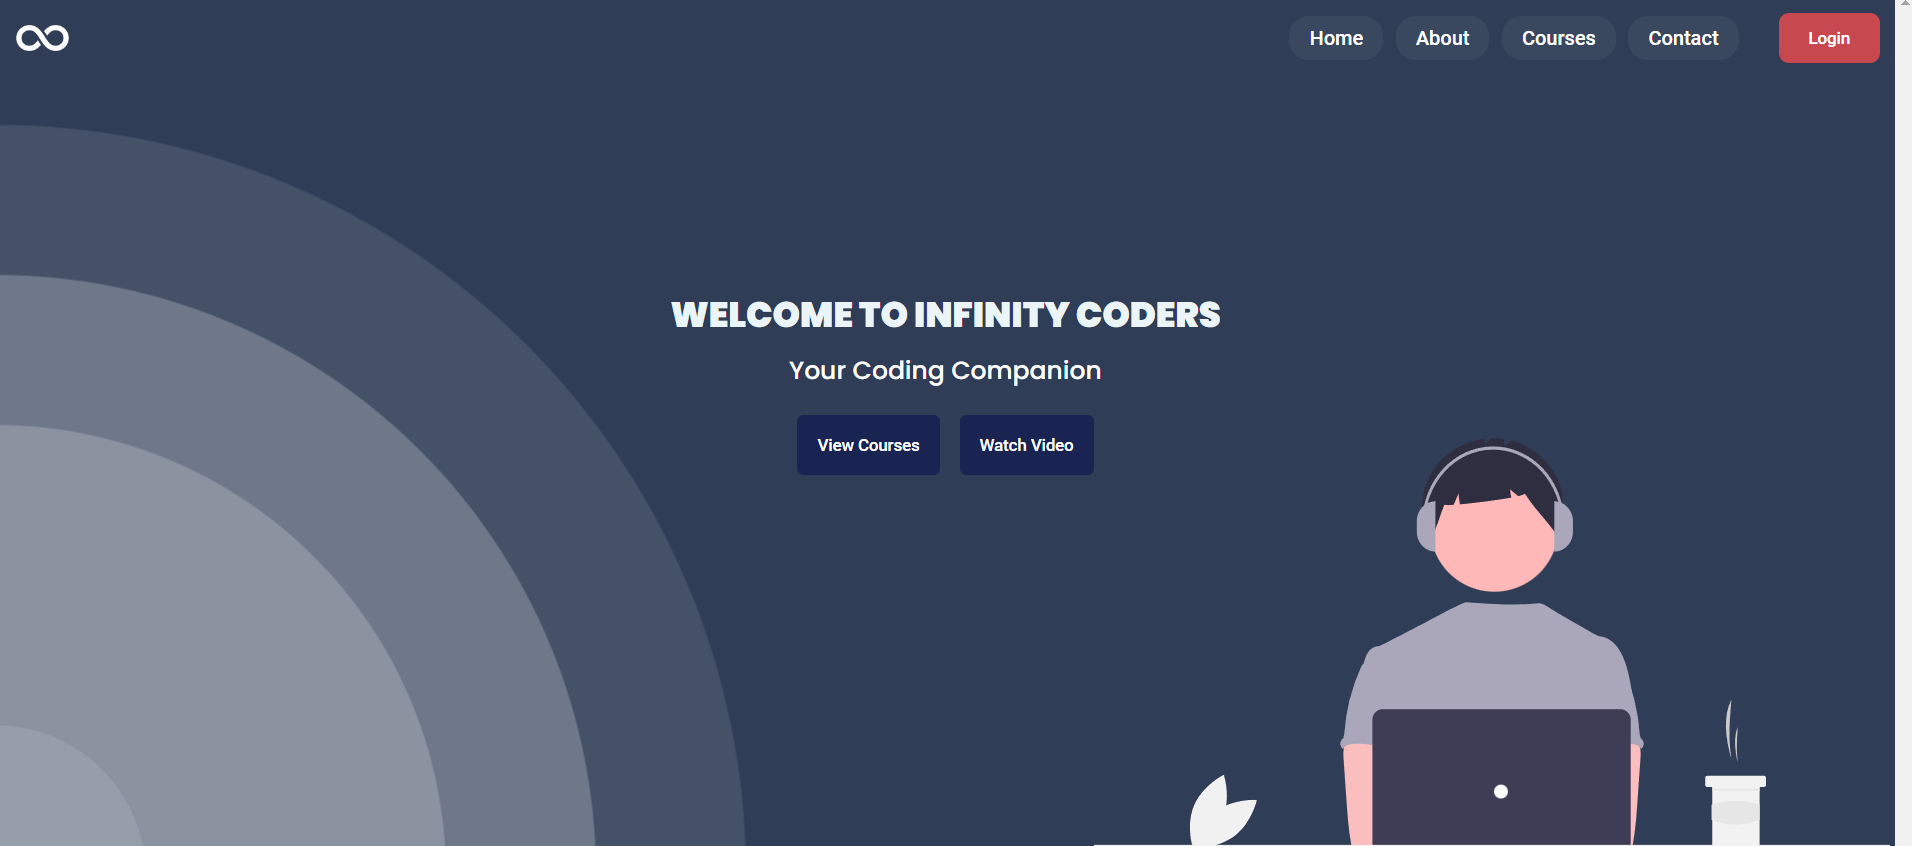 Home About Courses Contact Login
WELCOME TO INFINITY CODERS
Your Coding Companion
View Courses Watch Video